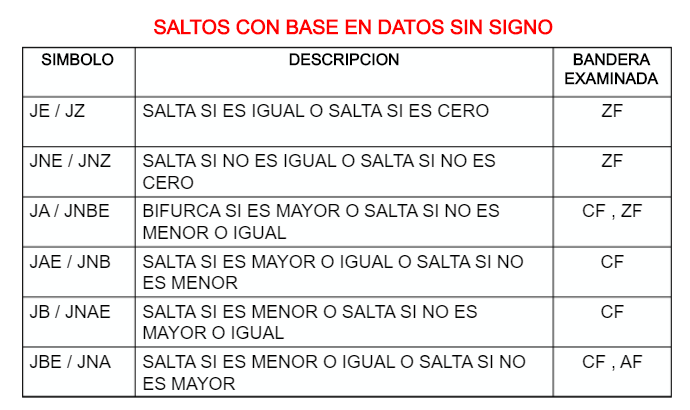 SALTOS CON BASE EN DATOS SIN SIGNO
SIMBOLO DESCRIPCION BANDERA
EXAMINADA
JE / JZ SALTA SI ES IGUAL O SALTA SI ES CERO ZF
JNE / JNZ SALTA SI NO ES IGUAL O SALTA SI NO ES ZF
CERO
JA / JNBE BIFURCA SI ES MAYOR O SALTA SI NO ES CF , ZF
MENOR O IGUAL
JAE / JNB SALTA SI ES MAYOR O IGUAL O SALTA SI NO CF
ES MENOR
JB / JNAE SALTA SI ES MENOR O SALTA SI NO ES CF
MAYOR O IGUAL
JBE / JNA SALTA SI ES MENOR O IGUAL O SALTA SI NO CF , AF
ES MAYOR